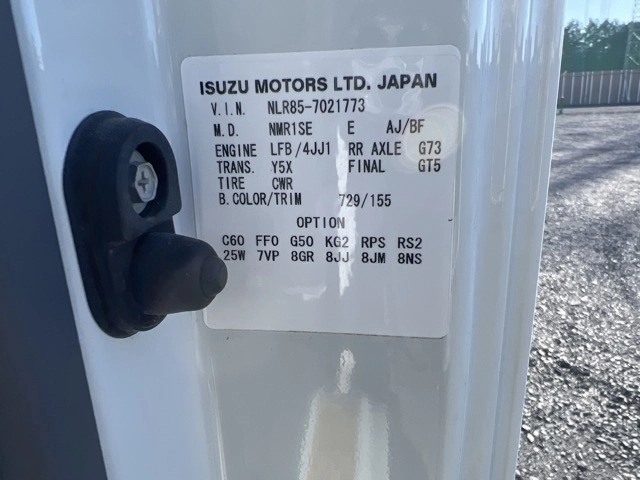 ISUZU MOTORS LTD. JAPAN
V.I.N. NLR85-7021773
M.D. NMR1SE E AJ/BF
ENGINE LFB/4JJ1 RR AXLE G73
TRANS. Y5X FINAL GT5
TIRE CWR
B.COLOR/TRIM 729/155
OPTION
C60 FF0 G50 KG2 RPS RS2
25W 7VP 8GR 8JJ 8JM 8NS